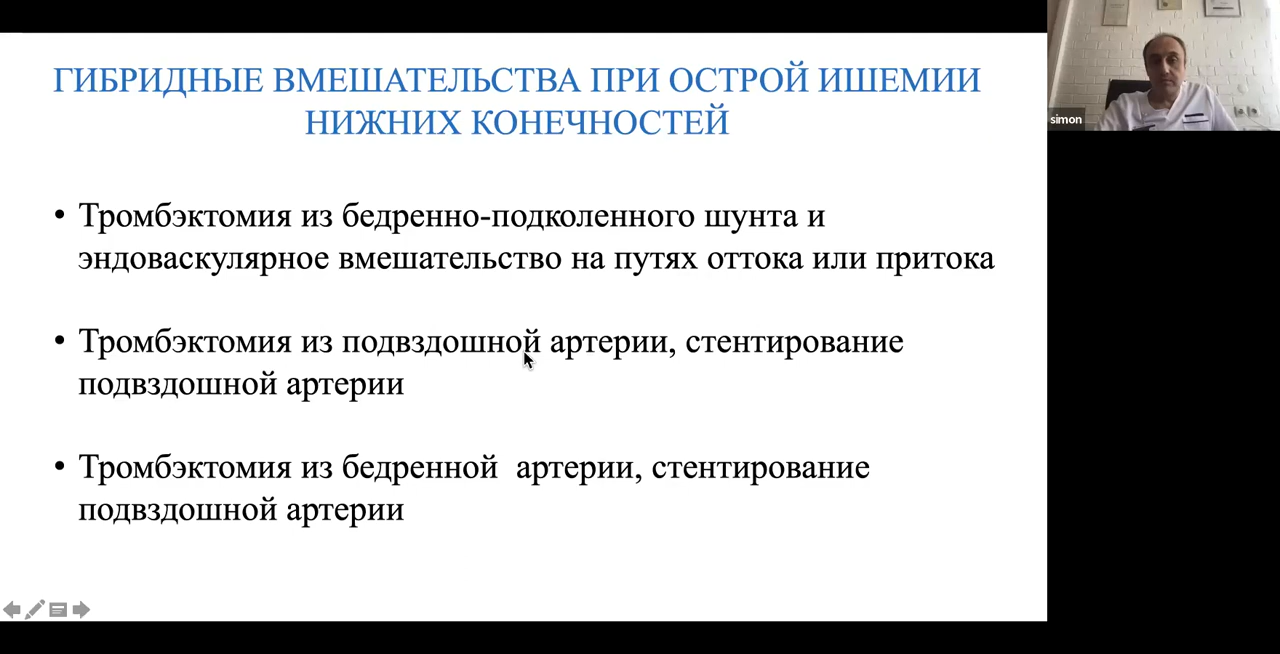 ГИБРИДНЫЕ ВМЕШАТЕЛЬСТВА ПРИ ОСТРОЙ ИШЕМИИ
НИЖНИХ КОНЕЧНОСТЕЙ
• Тромбэктомия из бедренно-подколенного шунта и
эндоваскулярное вмешательство на путях оттока или притока
• Тромбэктомия из подвздошной артерии, стентирование
подвздошной артерии
• Тромбэктомия из бедренной артерии, стентирование
подвздошной артерии
simon